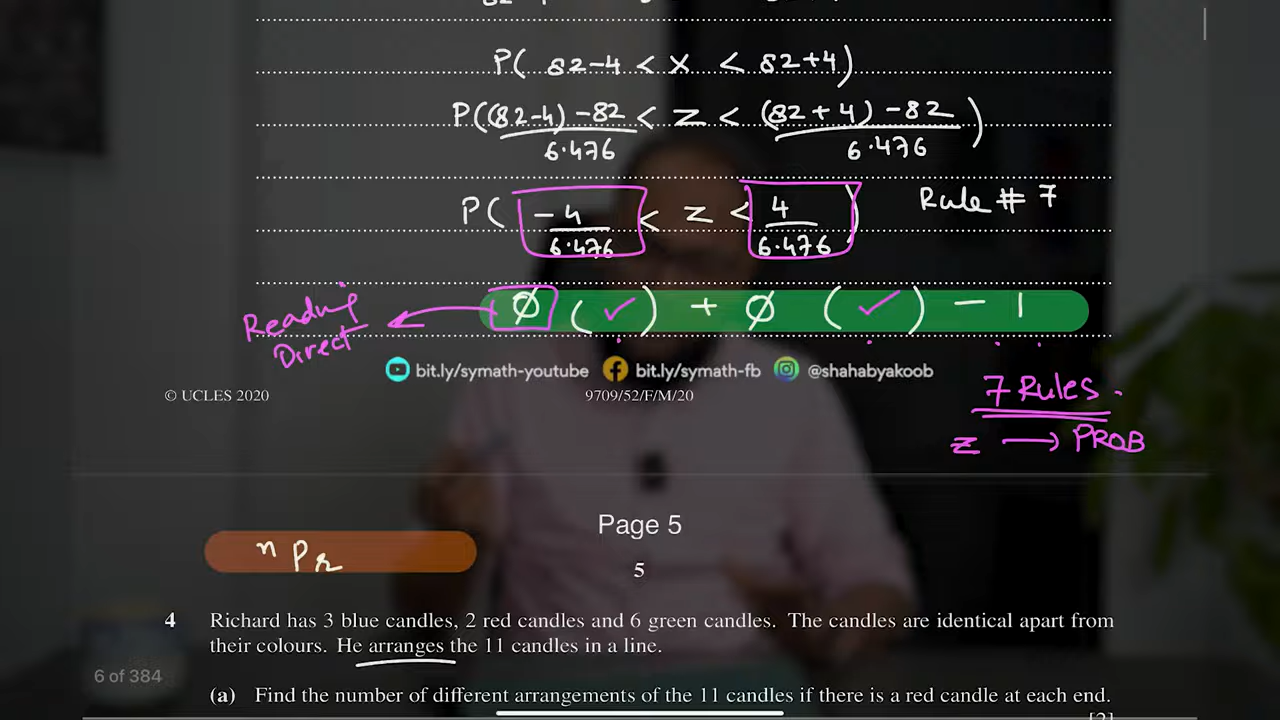 P( 82-4 < x < 82+4)
P((82-4) -82 < z < (82+4) -82 )
6.476 6.476
P( -4 < z < 4 ) Rule # 7
6.476 6.476
Ø ( ✓ ) + Ø ( ✓ ) - 1
Reading
Direct
bit.ly/symath-youtube bit.ly/symath-fb @shahabyakoob
© UCLES 2020 9709/52/F/M/20
7 Rules
z → PROB
Page 5
n P r
5
4 Richard has 3 blue candles, 2 red candles and 6 green candles. The candles are identical apart from
their colours. He arranges the 11 candles in a line.
6 of 384
(a) Find the number of different arrangements of the 11 candles if there is a red candle at each end.